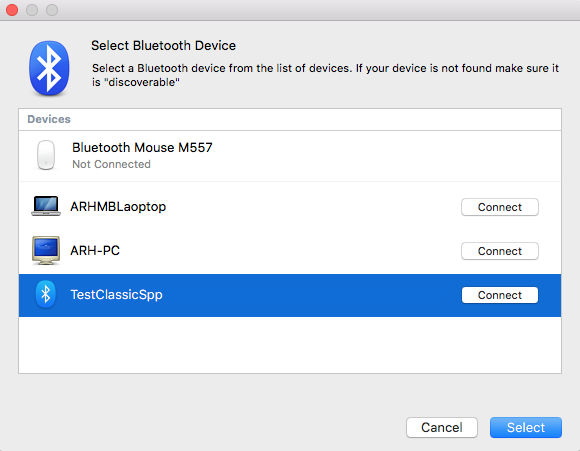 Select Bluetooth Device
Select a Bluetooth device from the list of devices. If your device is not found make sure it
is "discoverable"
Devices
Bluetooth Mouse M557
Not Connected
ARHMBLaoptop
Connect
ARH-PC
Connect
TestClassicSpp
Connect
Cancel
Select